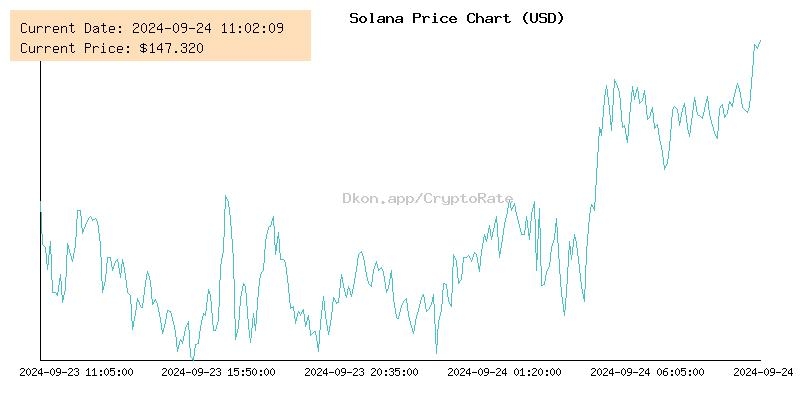 Solana Price Chart (USD)
Current Date: 2024-09-24 11:02:09
Current Price: $147.320
Dkon.app/CryptoRate
2024-09-23 11:05:00
2024-09-23 15:50:00
2024-09-23 20:35:00
2024-09-24 01:20:00
2024-09-24 06:05:00
2024-09-24